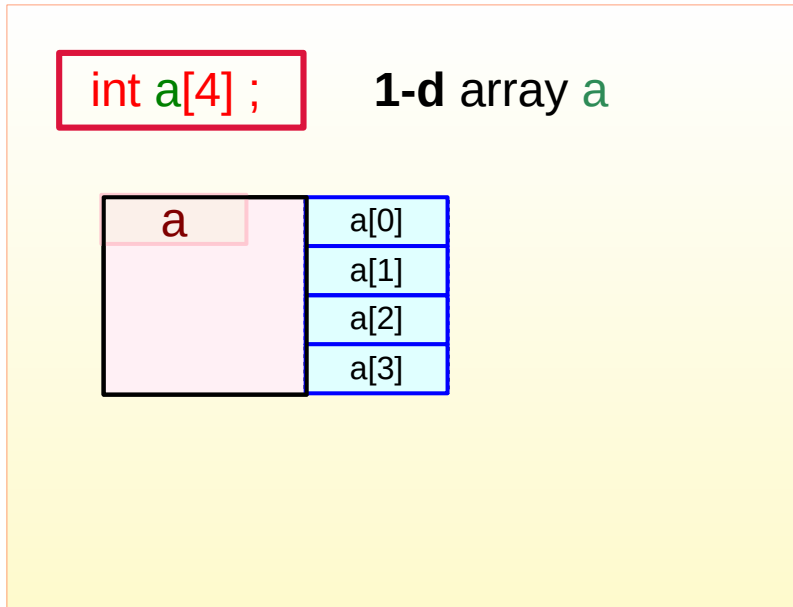 int a[4] ; 1-d array a
a a[0]
a[1]
a[2]
a[3]